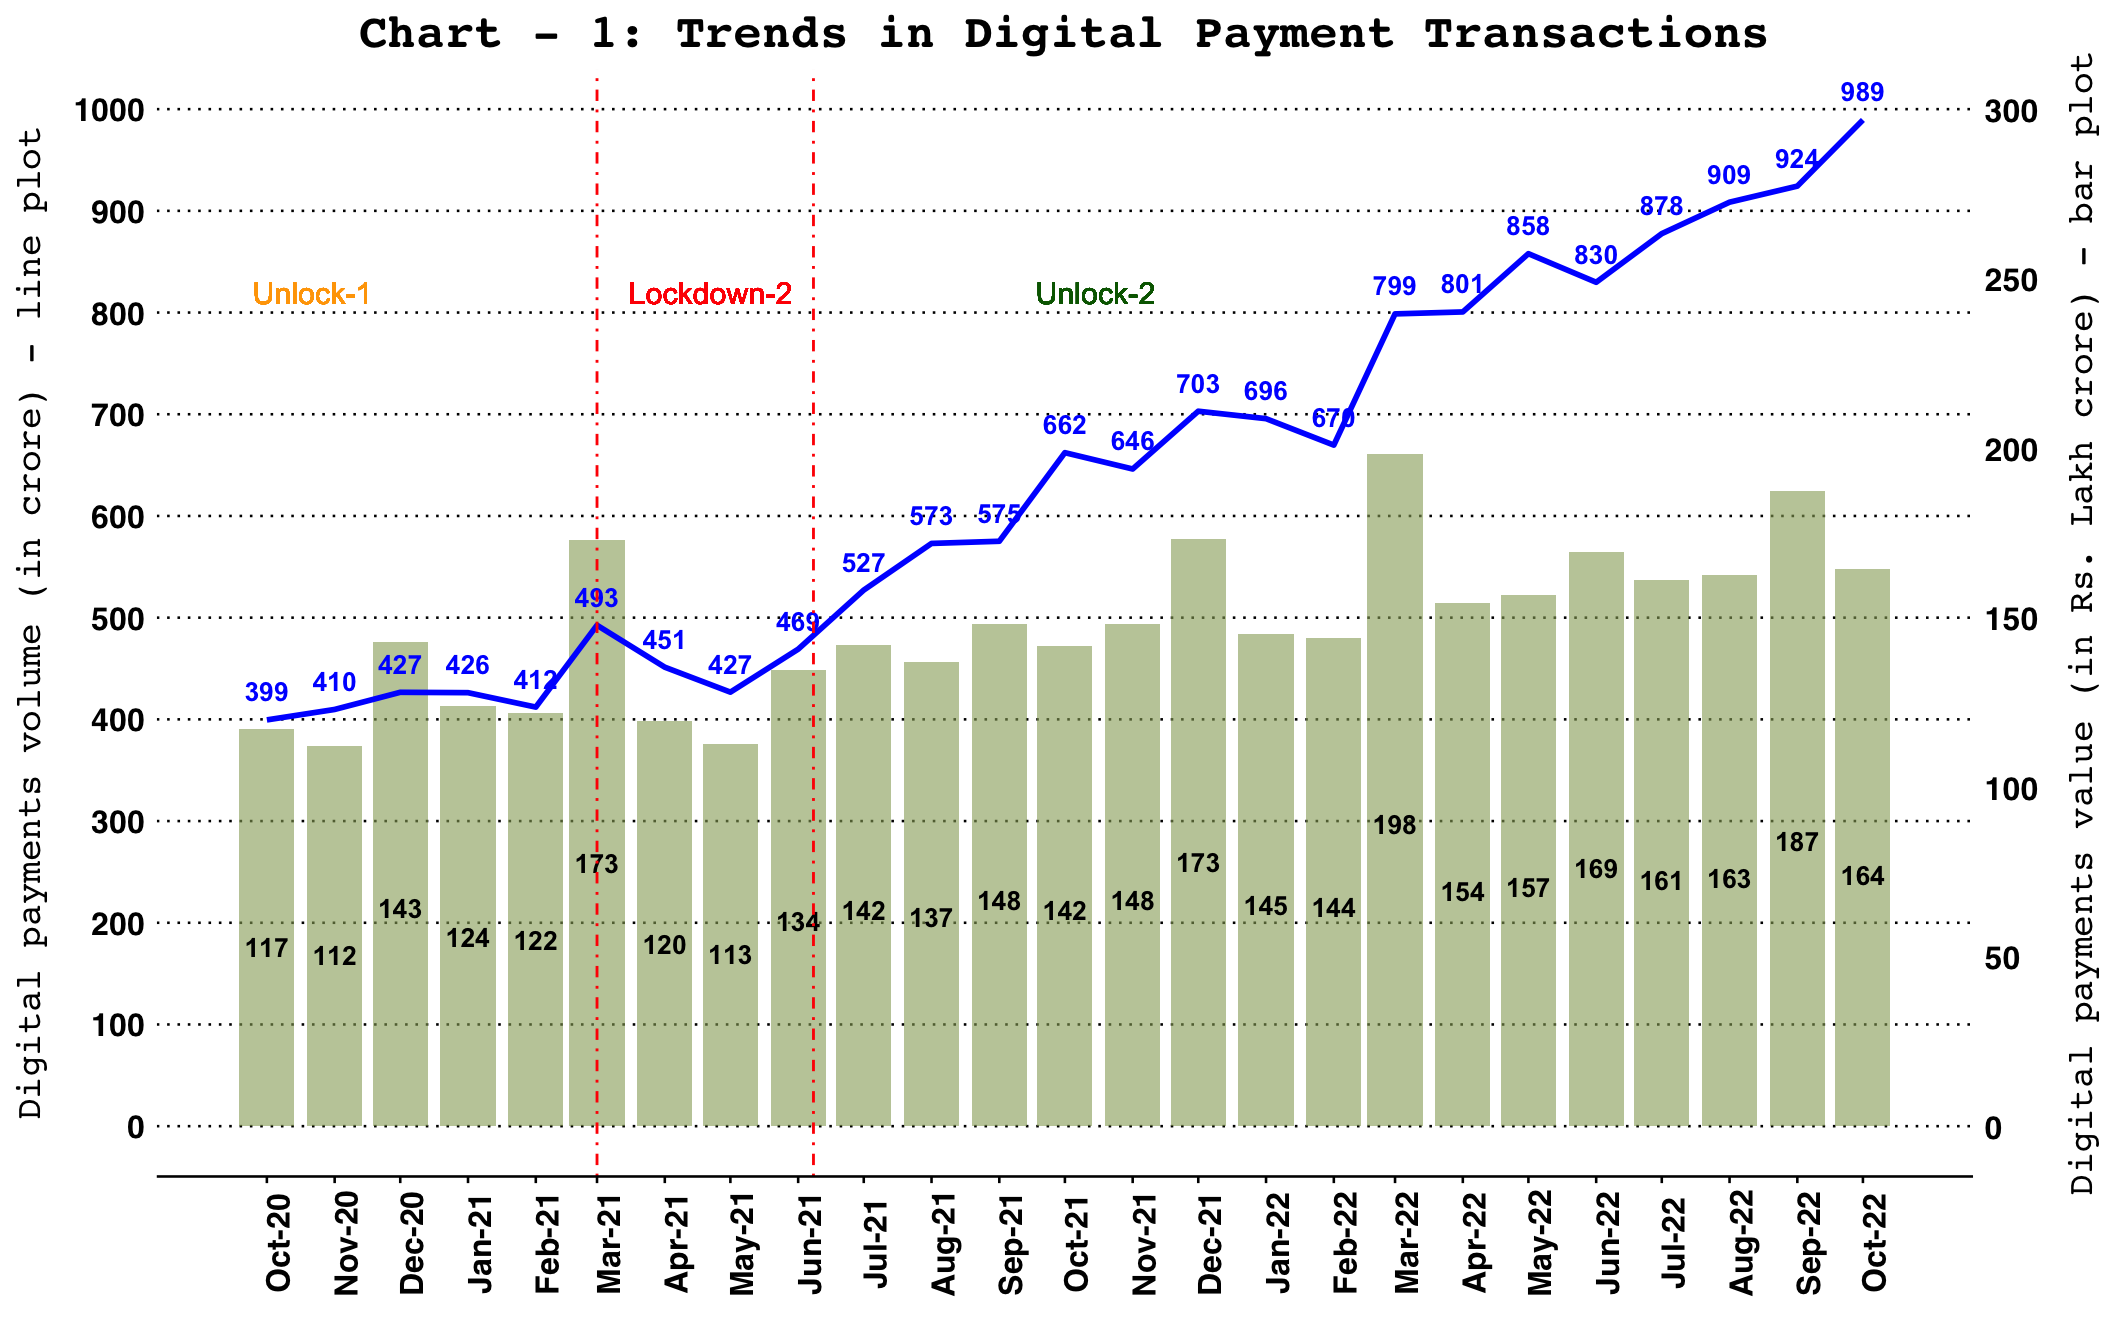 Chart – 1: Trends in Digital Payment Transactions
Digital payments volume (in crore) – line plot
1000
900
800
700
600
500
400
300
200
100
0
Unlock-1
Lockdown-2
Unlock-2
399
410
427
426
412
493
451
427
469
527
573
575
662
646
703
696
670
799
801
858
830
878
909
924
989
117
112
143
124
122
173
120
113
134
142
137
148
142
148
173
145
144
198
154
157
169
161
163
187
164
300
250
200
150
100
50
0
Digital payments value (in Rs. Lakh crore) – bar plot
Oct-20
Nov-20
Dec-20
Jan-21
Feb-21
Mar-21
Apr-21
May-21
Jun-21
Jul-21
Aug-21
Sep-21
Oct-21
Nov-21
Dec-21
Jan-22
Feb-22
Mar-22
Apr-22
May-22
Jun-22
Jul-22
Aug-22
Sep-22
Oct-22